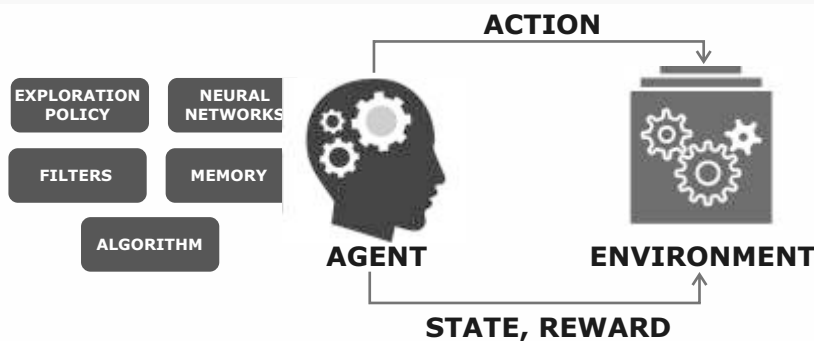 ACTION
EXPLORATION
POLICY
NEURAL
NETWORKS
FILTERS
MEMORY
ALGORITHM
AGENT
ENVIRONMENT
STATE, REWARD